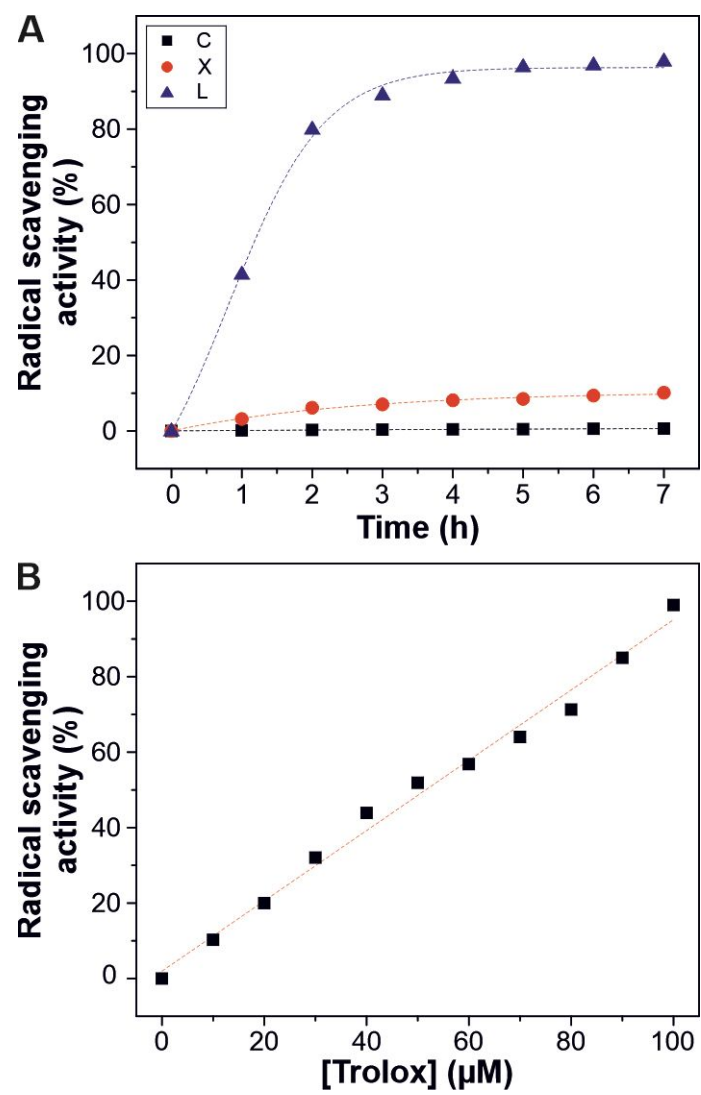 A
C
X
L
100
80
60
40
20
0
Radical scavenging
activity (%)
0 1 2 3 4 5 6 7
Time (h)
B
100
80
60
40
20
0
Radical scavenging
activity (%)
0 20 40 60 80 100
[Trolox] (µM)